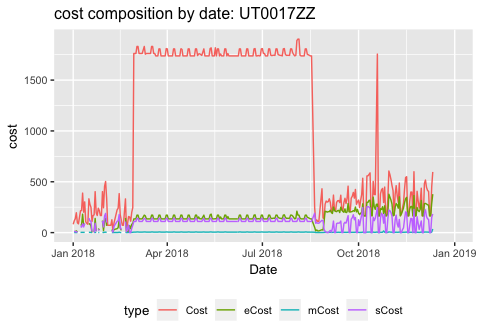 cost composition by date: UT0017ZZ
cost
1500
1000
500
0
Jan 2018 Apr 2018 Jul 2018 Oct 2018 Jan 2019
Date
type Cost eCost mCost sCost